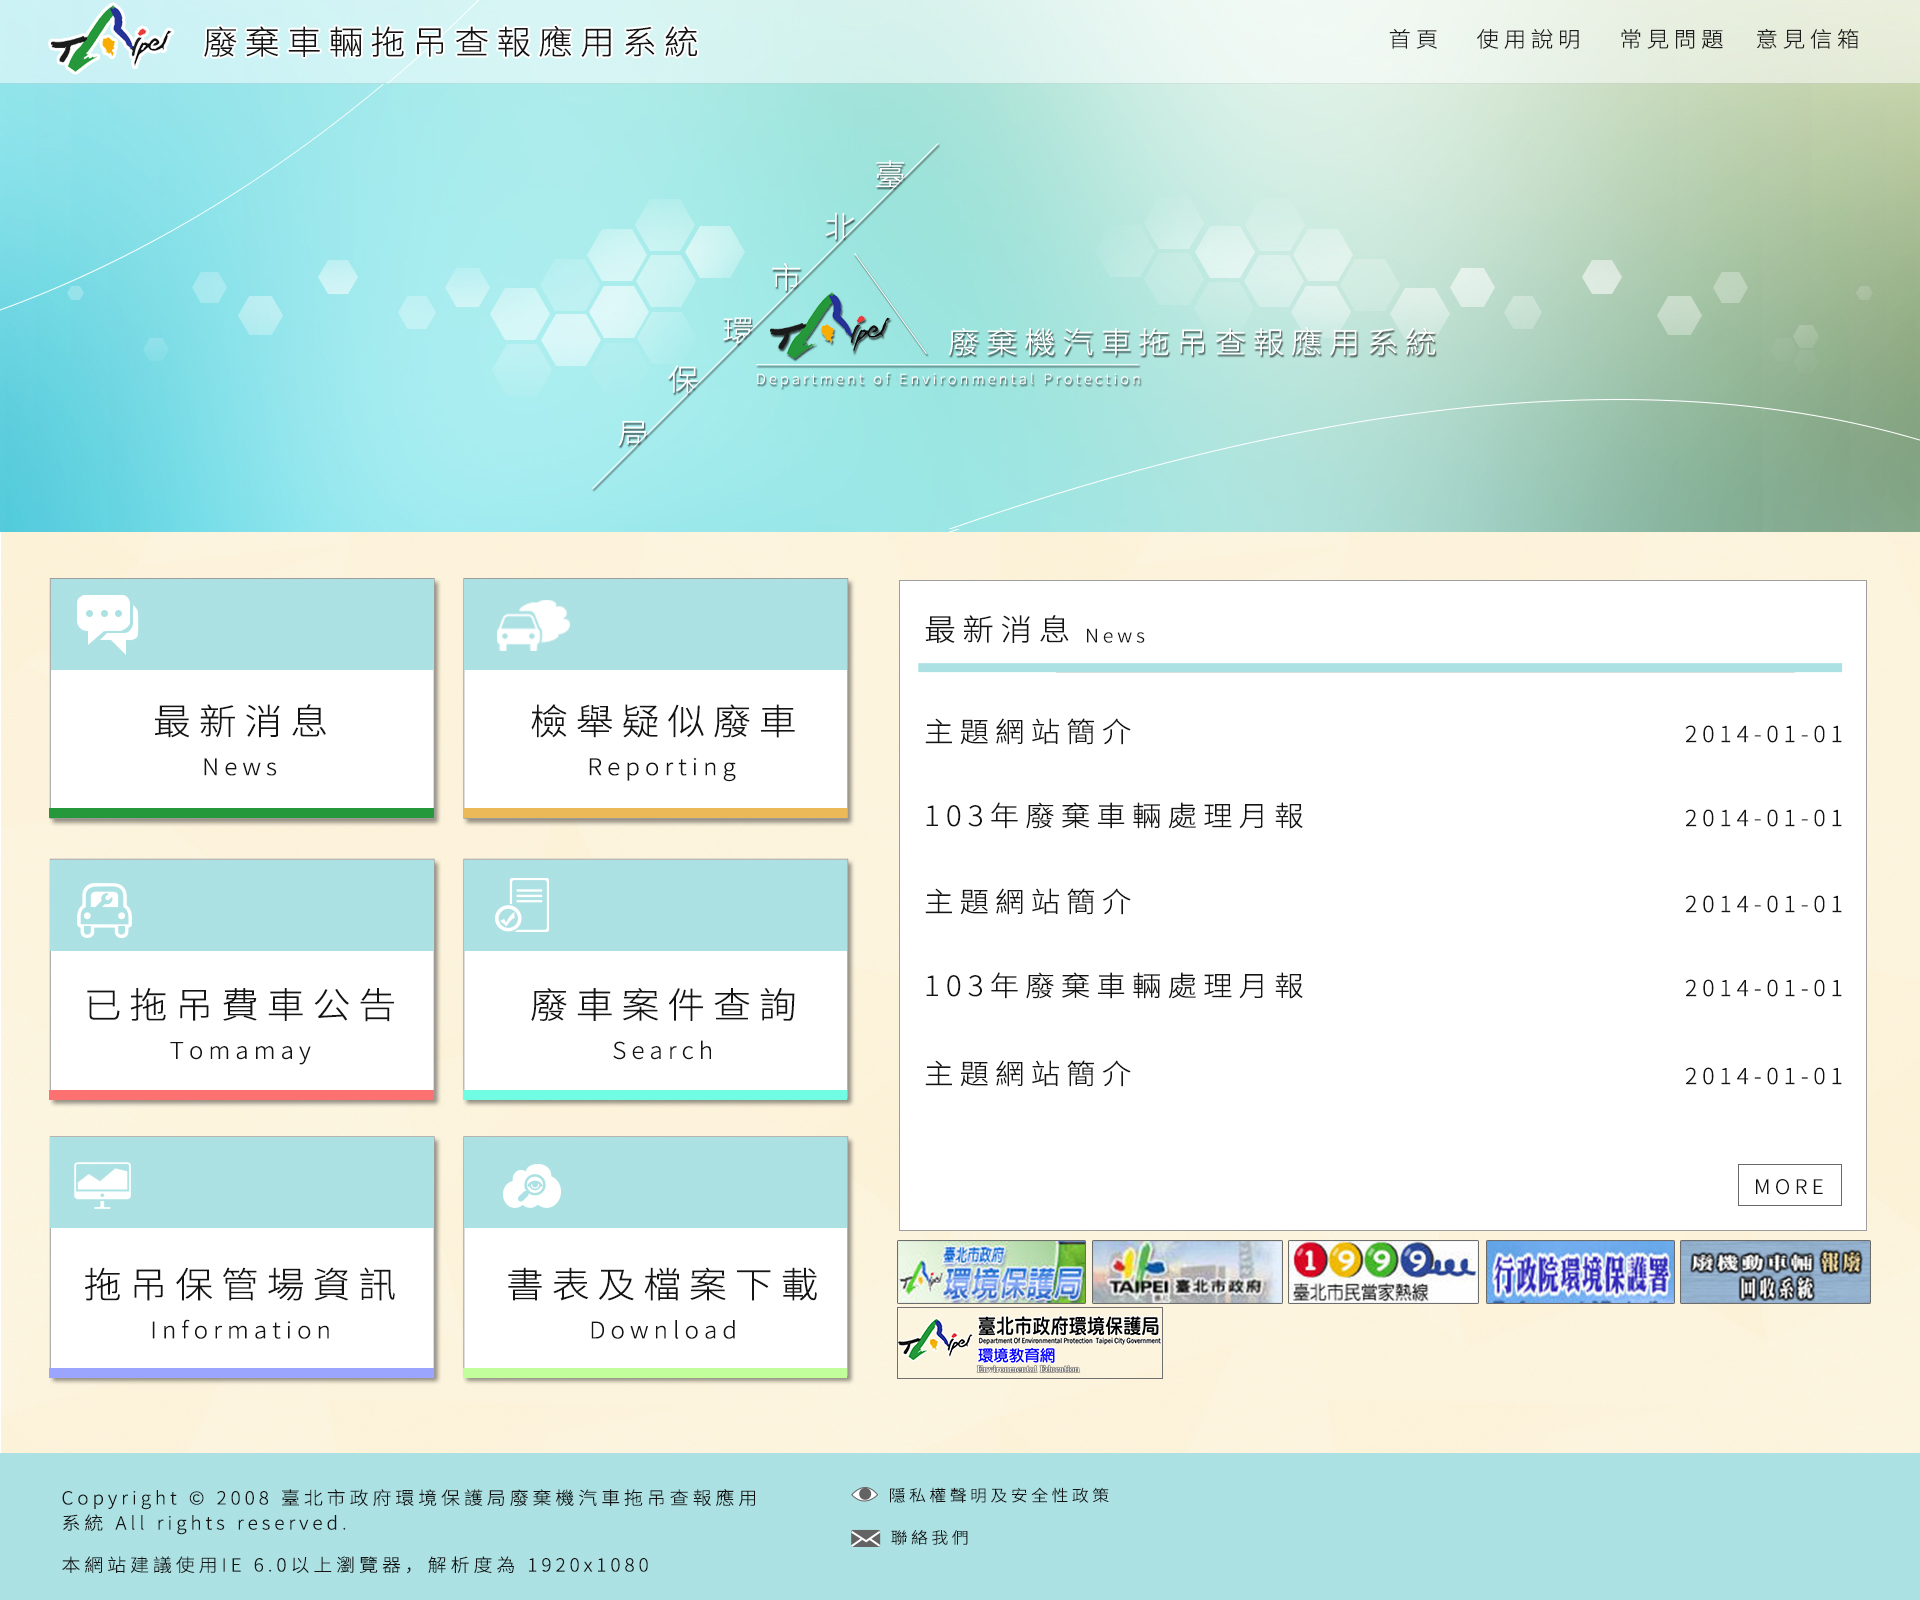 Taipei
廢棄車輛拖吊查報應用系統
首頁
使用說明
常見問題
意見信箱
臺北市環保局
Taipei
廢棄機汽車拖吊查報應用系統
Department of Environmental Protection
最新消息
News
檢舉疑似廢車
Reporting
已拖吊費車公告
Tomamay
廢車案件查詢
Search
拖吊保管場資訊
Information
書表及檔案下載
Download
最新消息 News
主題網站簡介 2014-01-01
103年廢棄車輛處理月報 2014-01-01
主題網站簡介 2014-01-01
103年廢棄車輛處理月報 2014-01-01
主題網站簡介 2014-01-01
MORE
臺北市政府
Taipei 環境保護局
TAIPEI 臺北市政府
1999
臺北市民當家熱線
行政院環境保護署
廢機動車輛報廢
回收系統
Taipei
臺北市政府環境保護局
Department Of Environmental Protection Taipei City Government
環境教育網
Environmental Education
Copyright © 2008 臺北市政府環境保護局廢棄機汽車拖吊查報應用
系統 All rights reserved.
本網站建議使用IE 6.0以上瀏覽器，解析度為 1920x1080
隱私權聲明及安全性政策
聯絡我們